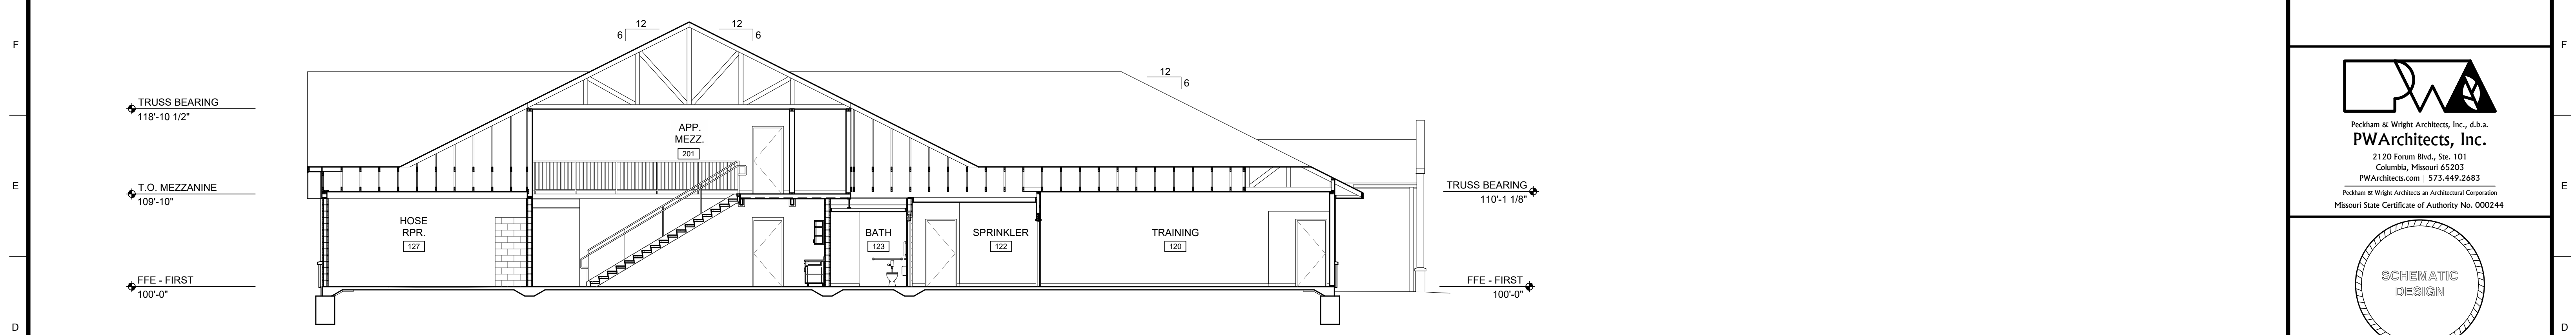 12
12
6
6
12
6
F
F
TRUSS BEARING
118'-10 1/2"
APP.
MEZZ.
201
E
E
T.O. MEZZANINE
109'-10"
TRUSS BEARING
110'-1 1/8"
HOSE
RPR.
127
BATH
123
SPRINKLER
122
TRAINING
120
FFE - FIRST
100'-0"
FFE - FIRST
100'-0"
D
D
PWA
Peckham & Wright Architects, Inc., d.b.a.
PWArchitects, Inc.
2120 Forum Blvd., Ste. 101
Columbia, Missouri 65203
PWArchitects.com | 573.449.2683
Peckham & Wright Architects an Architectural Corporation
Missouri State Certificate of Authority No. 000244
SCHEMATIC
DESIGN